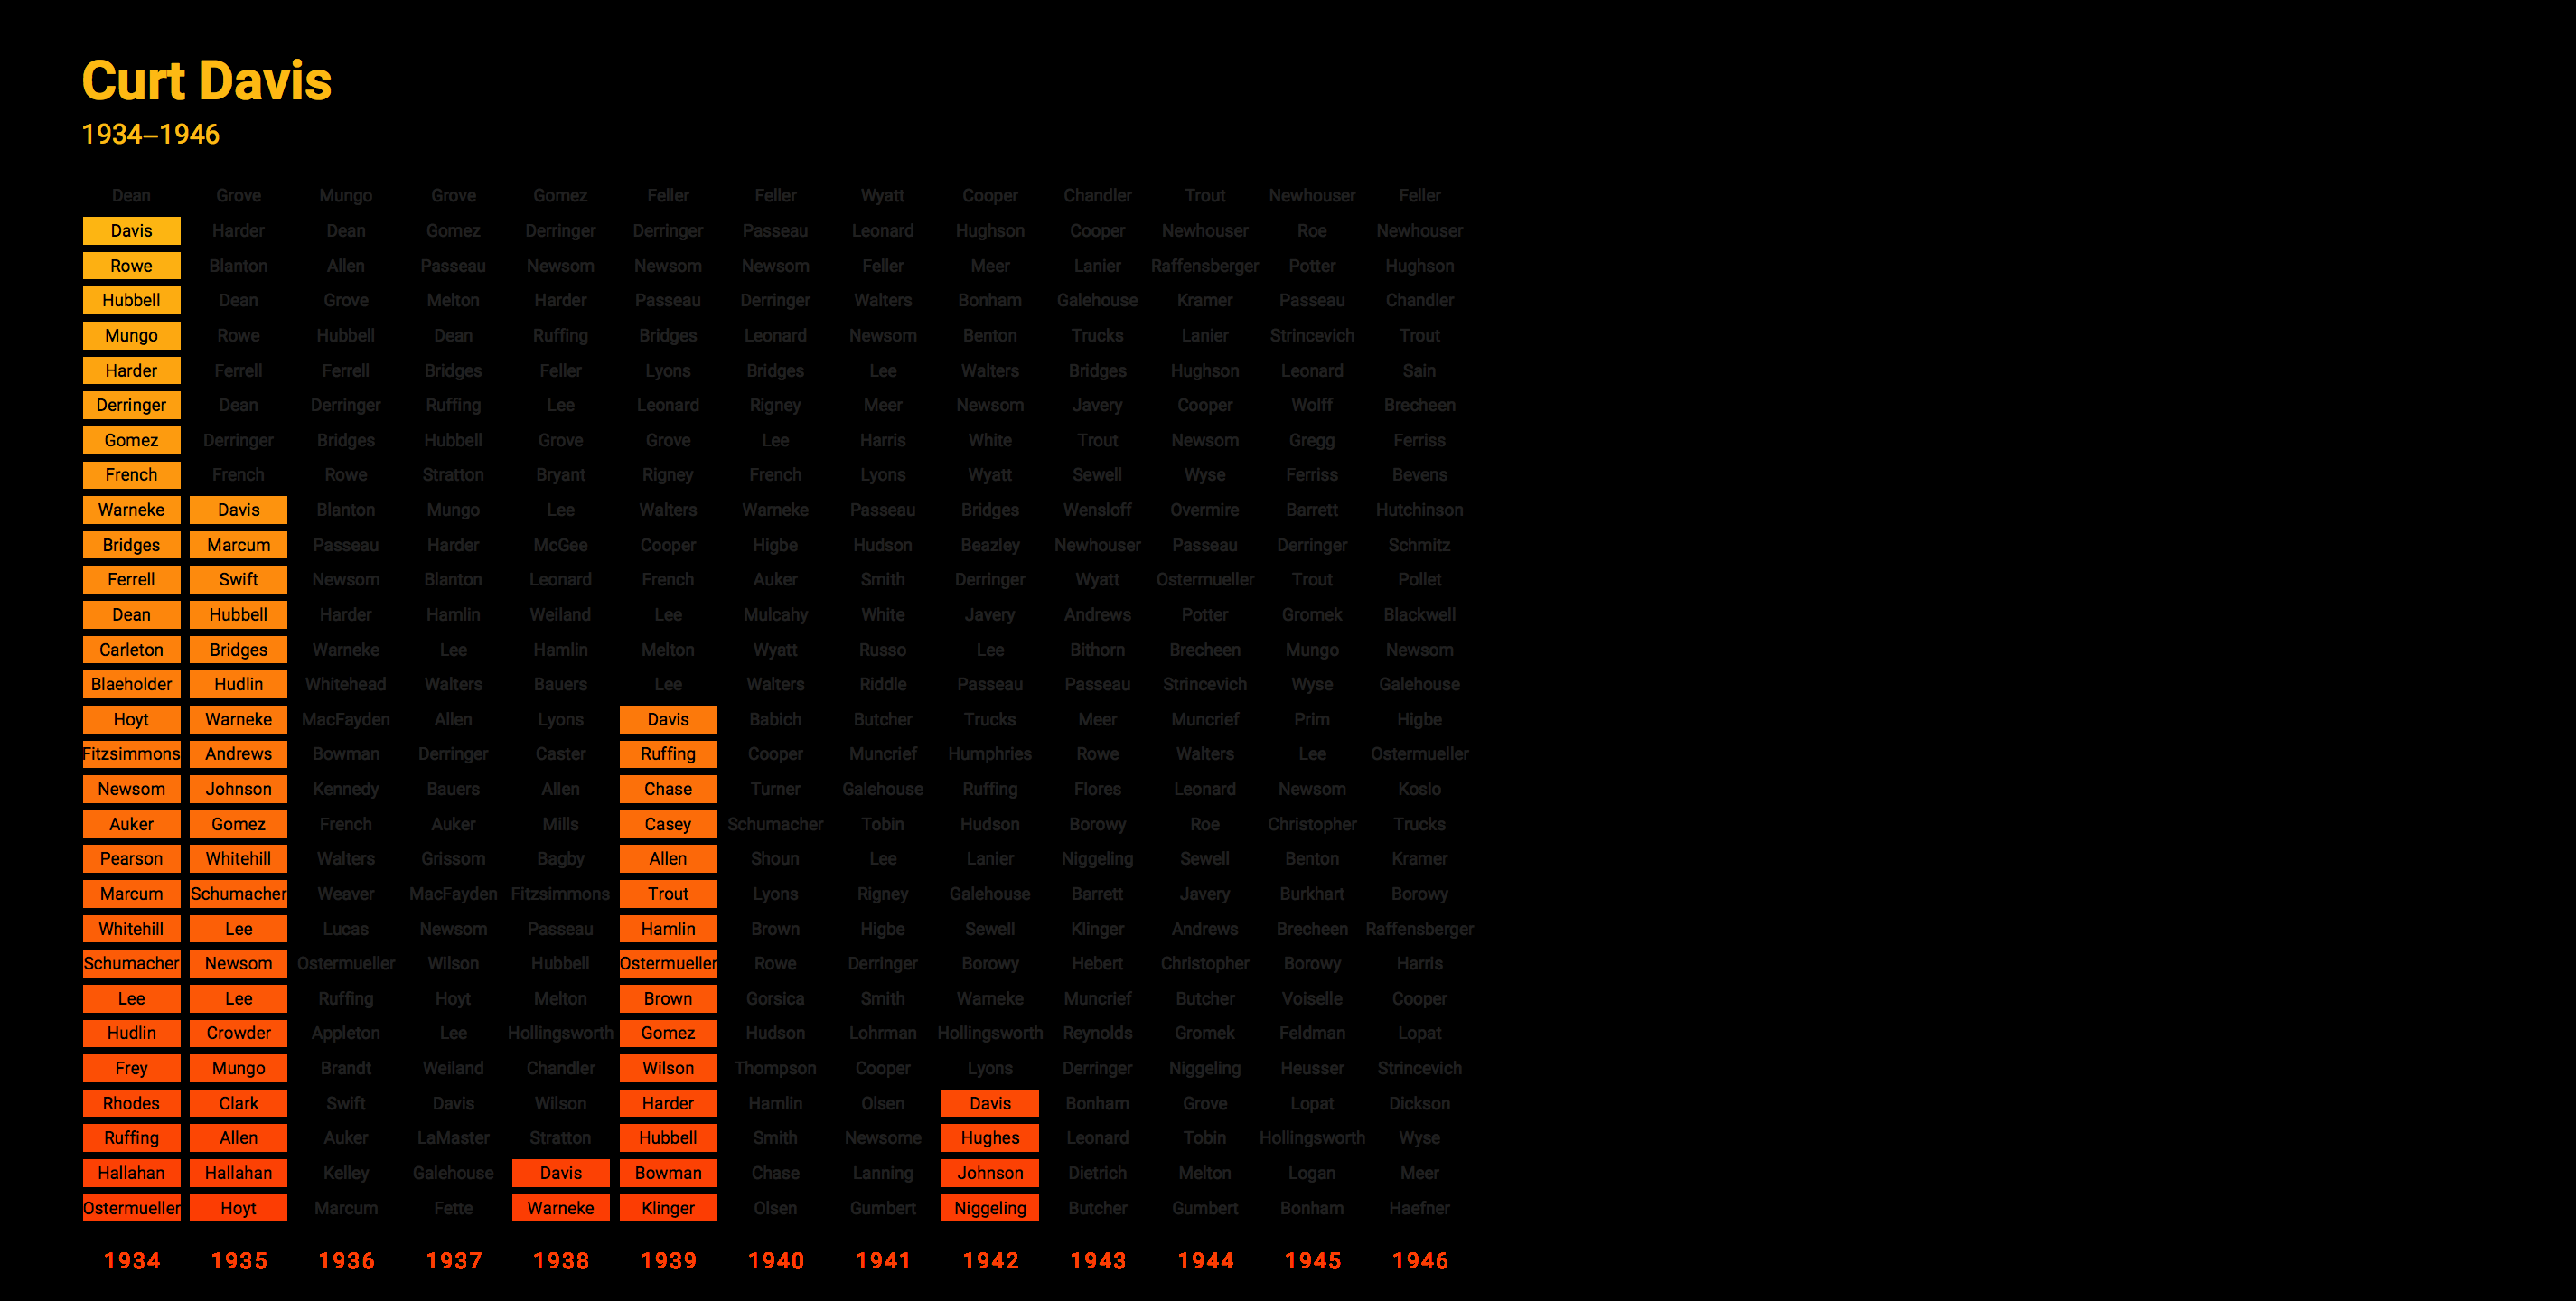 Curt Davis
1934–1946
Dean Grove Mungo Grove Gomez Feller Feller Wyatt Cooper Chandler Trout Newhouser Feller
Davis Harder Dean Gomez Derringer Derringer Passeau Leonard Hughson Cooper Newhouser Roe Newhouser
Rowe Blanton Allen Passeau Newsom Newsom Newsom Feller Meer Lanier Raffensberger Potter Hughson
Hubbell Dean Grove Melton Harder Passeau Derringer Walters Bonham Galehouse Kramer Passeau Chandler
Mungo Rowe Hubbell Dean Ruffing Bridges Leonard Newsom Benton Trucks Lanier Strincevich Trout
Harder Ferrell Ferrell Bridges Feller Lyons Bridges Lee Walters Bridges Hughson Leonard Sain
Derringer Dean Derringer Ruffing Lee Leonard Rigney Meer Newsom Javery Cooper Wolff Brecheen
Gomez Derringer Bridges Hubbell Grove Grove Lee Harris White Trout Newsom Gregg Ferriss
French French Rowe Stratton Bryant Rigney French Lyons Wyatt Sewell Wyse Ferriss Bevens
Warneke Davis Blanton Mungo Lee Walters Warneke Passeau Bridges Wensloff Overmire Barrett Hutchinson
Bridges Marcum Passeau Harder McGee Cooper Higbe Hudson Beazley Newhouser Passeau Derringer Schmitz
Ferrell Swift Newsom Blanton Leonard French Auker Smith Derringer Wyatt Ostermueller Trout Pollet
Dean Hubbell Harder Hamlin Weiland Lee Mulcahy White Javery Andrews Potter Gromek Blackwell
Carleton Bridges Warneke Lee Hamlin Melton Wyatt Russo Lee Bithorn Brecheen Mungo Newsom
Blaeholder Hudlin Whitehead Walters Bauers Lee Walters Riddle Passeau Passeau Strincevich Wyse Galehouse
Hoyt Warneke MacFayden Allen Lyons Davis Babich Butcher Trucks Meer Muncrief Prim Higbe
Fitzsimmons Andrews Bowman Derringer Caster Ruffing Cooper Muncrief Humphries Rowe Walters Lee Ostermueller
Newsom Johnson Kennedy Bauers Allen Chase Turner Galehouse Ruffing Flores Leonard Newsom Koslo
Auker Gomez French Auker Mills Casey Schumacher Tobin Hudson Borowy Roe Christopher Trucks
Pearson Whitehill Walters Grissom Bagby Allen Shoun Lee Lanier Niggeling Sewell Benton Kramer
Marcum Schumacher Weaver MacFayden Fitzsimmons Trout Lyons Rigney Galehouse Barrett Javery Burkhart Borowy
Whitehill Lee Lucas Newsom Passeau Hamlin Brown Higbe Sewell Klinger Andrews Brecheen Raffensberger
Schumacher Newsom Ostermueller Wilson Hubbell Ostermueller Rowe Derringer Borowy Hebert Christopher Borowy Harris
Lee Lee Ruffing Hoyt Melton Brown Gorsica Smith Warneke Muncrief Butcher Voiselle Cooper
Hudlin Crowder Appleton Lee Hollingsworth Gomez Hudson Lohrman Hollingsworth Reynolds Gromek Feldman Lopat
Frey Mungo Brandt Weiland Chandler Wilson Thompson Cooper Lyons Derringer Niggeling Heusser Strincevich
Rhodes Clark Swift Davis Wilson Harder Hamlin Olsen Davis Bonham Grove Lopat Dickson
Ruffing Allen Auker LaMaster Stratton Hubbell Smith Newsome Hughes Leonard Tobin Hollingsworth Wyse
Hallahan Hallahan Kelley Galehouse Davis Bowman Chase Lanning Johnson Dietrich Melton Logan Meer
Ostermueller Hoyt Marcum Fette Warneke Klinger Olsen Gumbert Niggeling Butcher Gumbert Bonham Haefner
1934 1935 1936 1937 1938 1939 1940 1941 1942 1943 1944 1945 1946